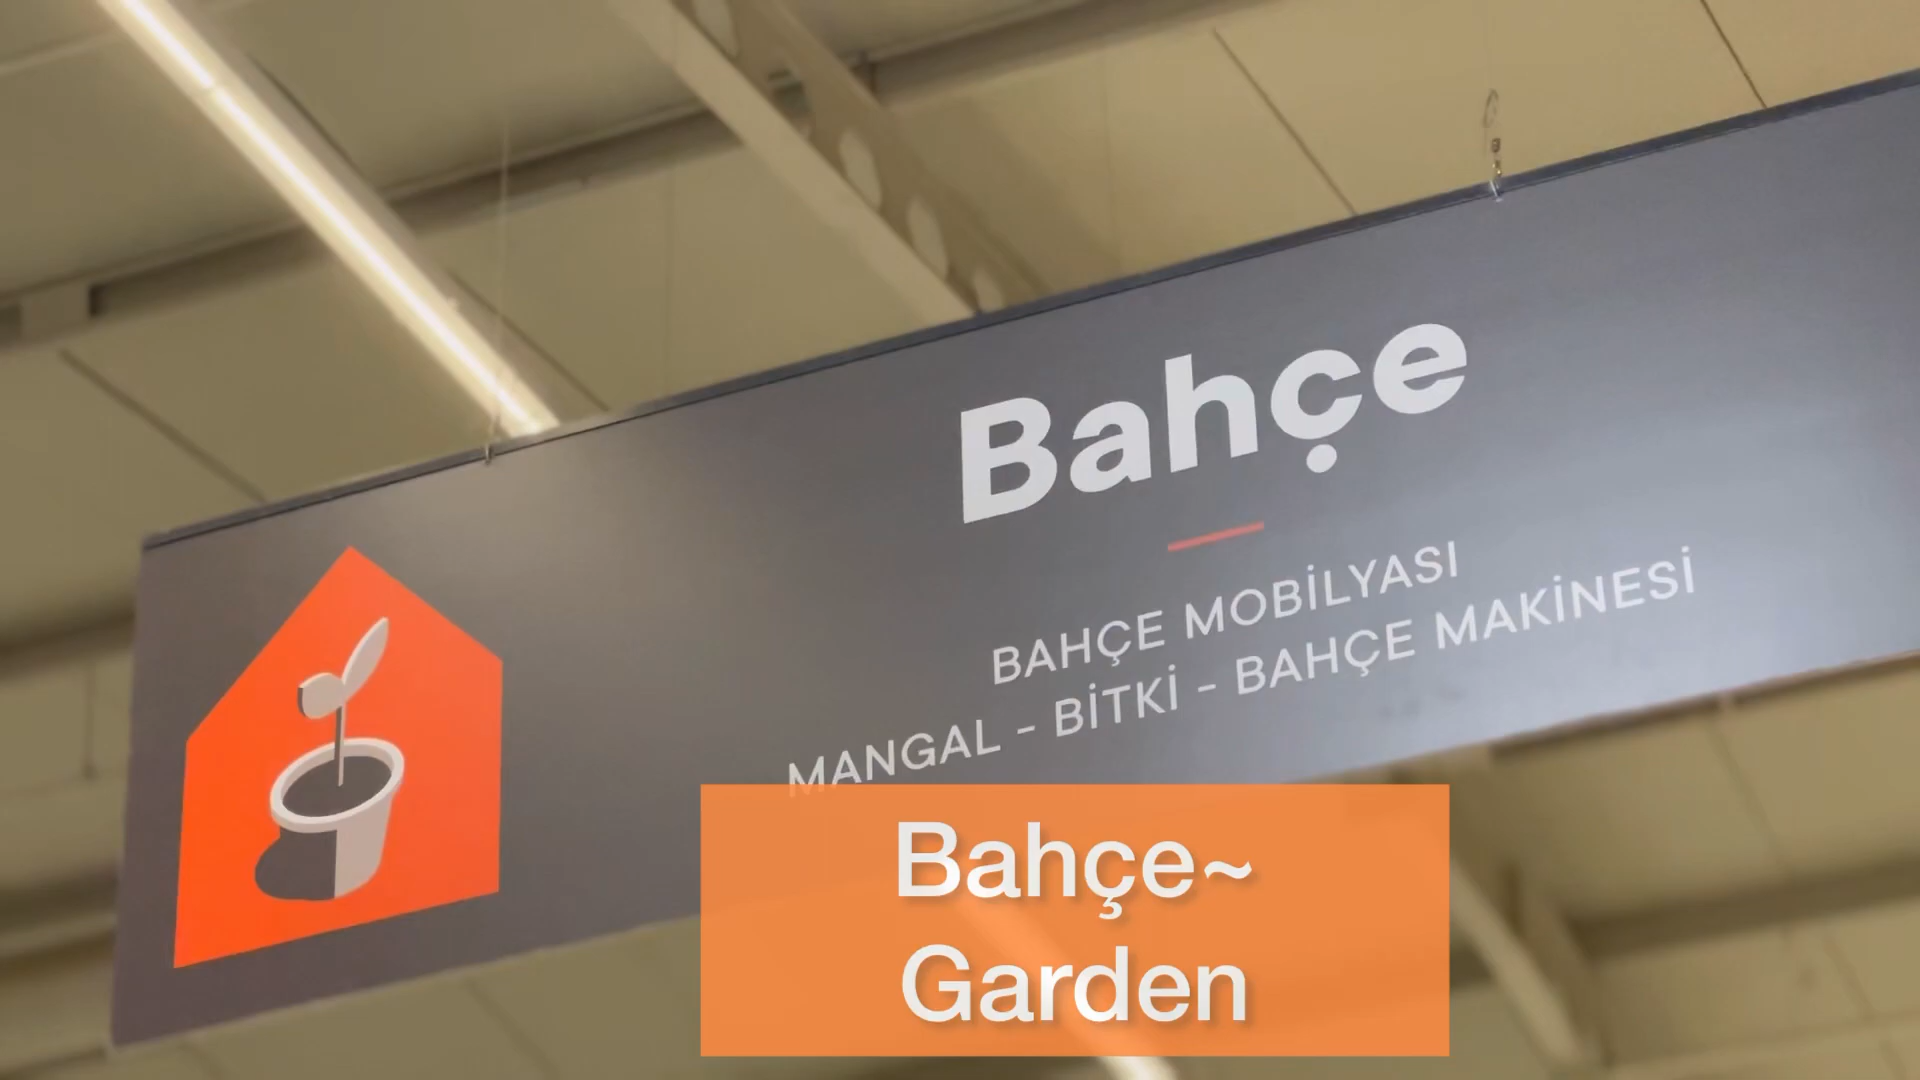 Bahçe
BAHÇE MOBİLYASI
MANGAL - BİTKİ - BAHÇE MAKİNESİ
Bahçe~
Garden